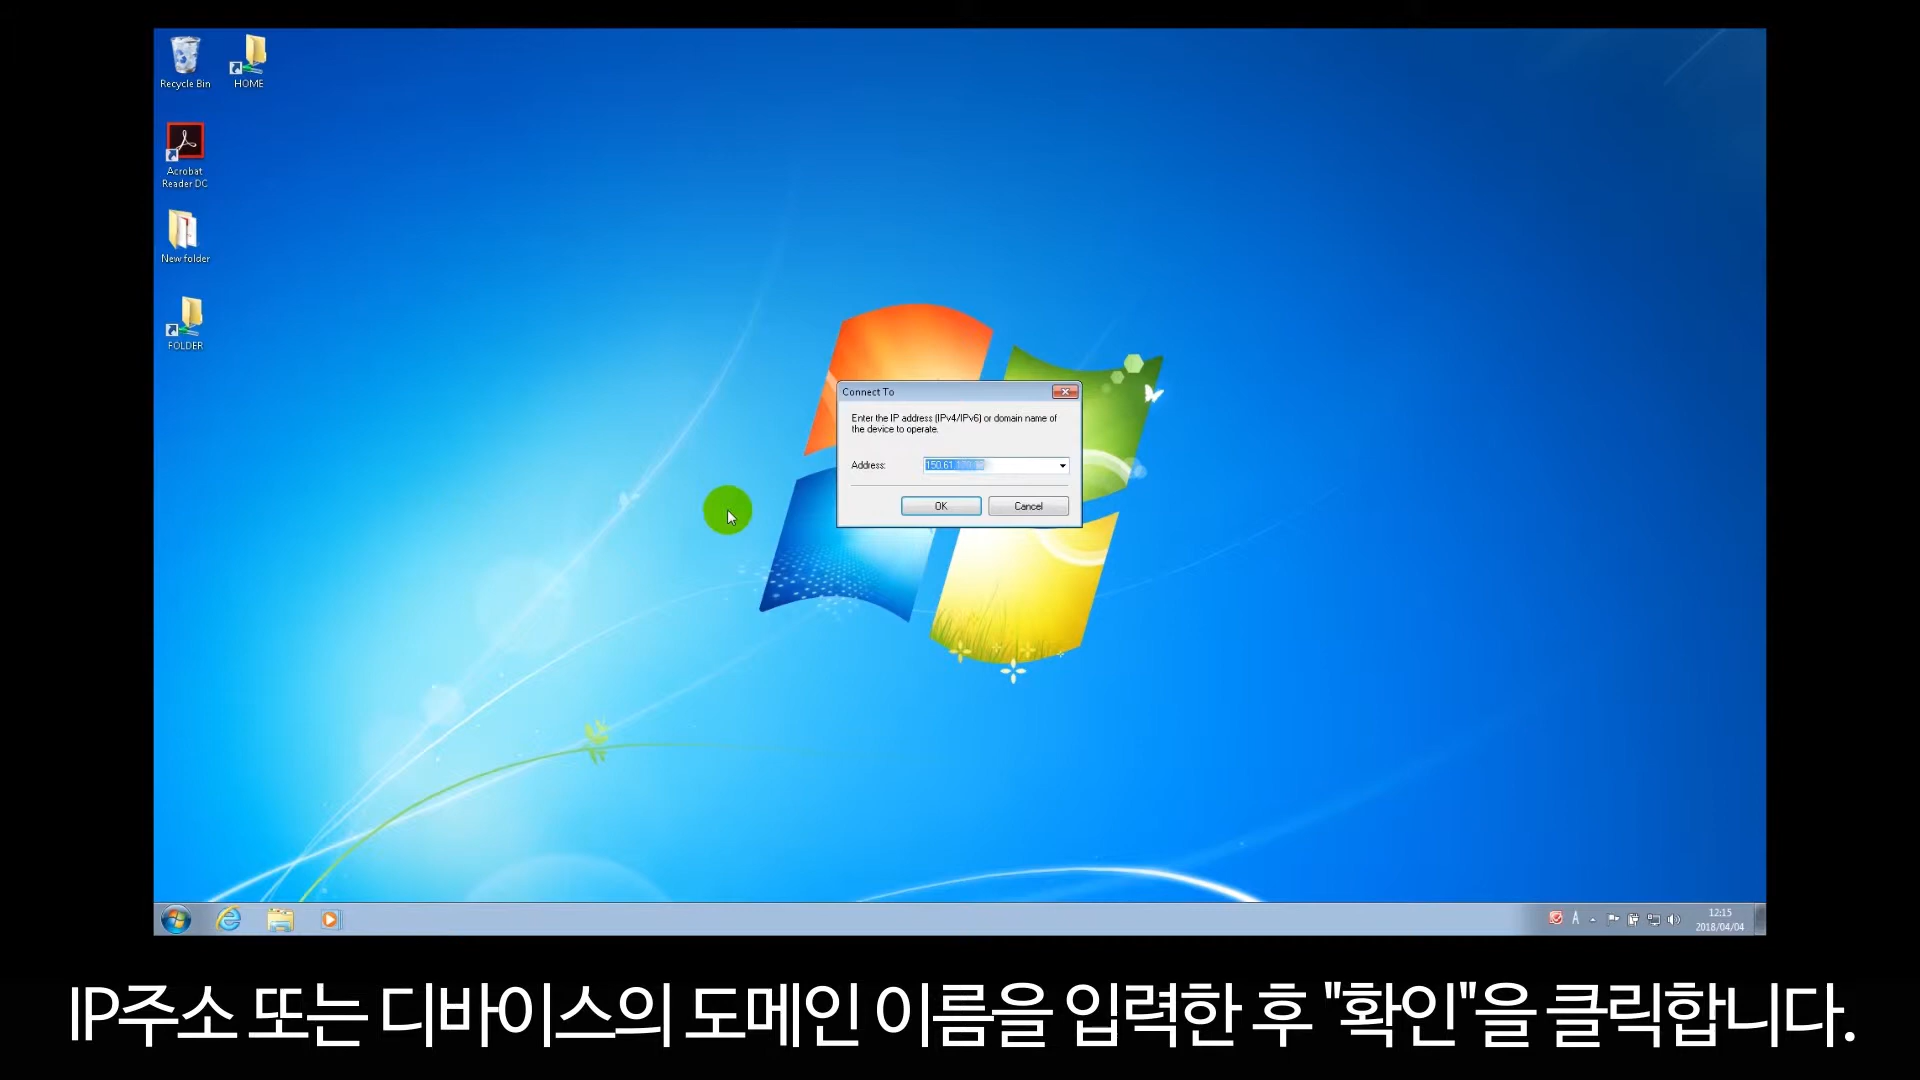 Recycle Bin
HOME
Acrobat
Reader DC
New folder
FOLDER
Connect To
Enter the IP address (IPv4/IPv6) or domain name of
the device to operate.
Address:
150.61
OK
Cancel
12:15
2018/04/04
IP주소 또는 디바이스의 도메인 이름을 입력한 후 "확인"을 클릭합니다.